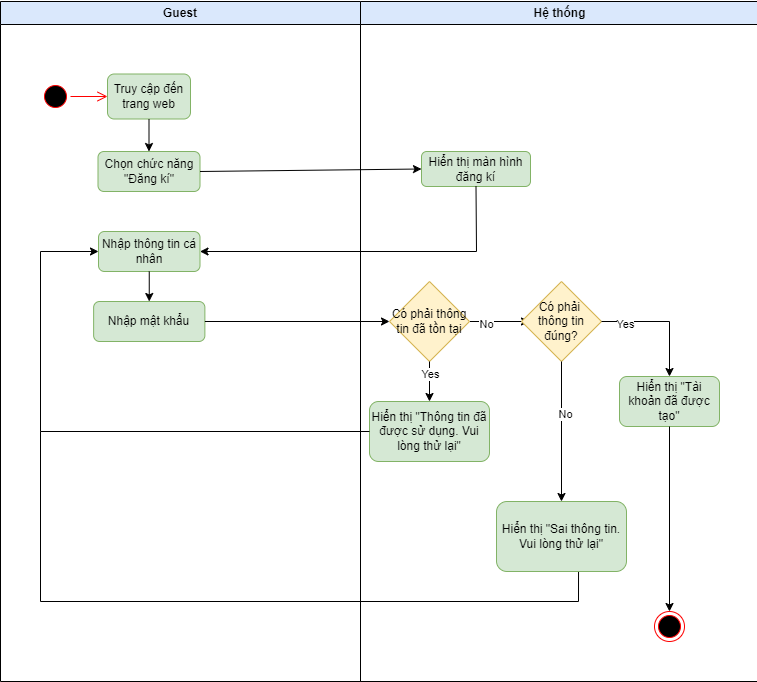 Guest
Hệ thống
Truy cập đến
trang web
Chọn chức năng
"Đăng kí"
Hiển thị màn hình
đăng kí
Nhập thông tin cá
nhân
Nhập mật khẩu
Có phải thông
tin đã tồn tại
No
Có phải
thông tin
đúng?
Yes
Yes
Hiển thị "Thông tin đã
được sử dụng. Vui
lòng thử lại"
No
Hiển thị "Tài
khoản đã được
tạo"
Hiển thị "Sai thông tin.
Vui lòng thử lại"